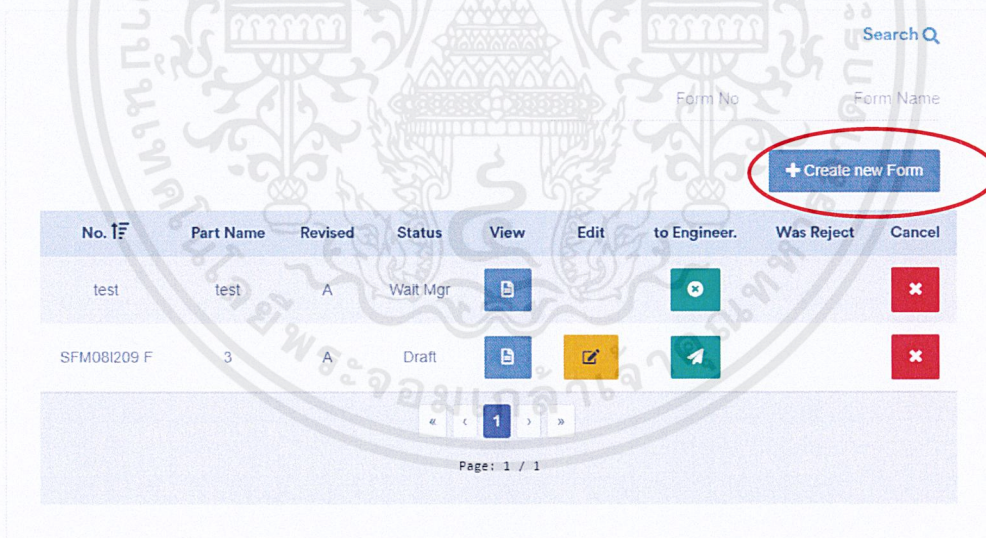 Search
Form No Form Name
+ Create new Form
No. Part Name Revised Status View Edit to Engineer. Was Reject Cancel
test test A Wait Mgr
SFM08I209 F 3 A Draft
« ‹ 1 › »
Page: 1 / 1